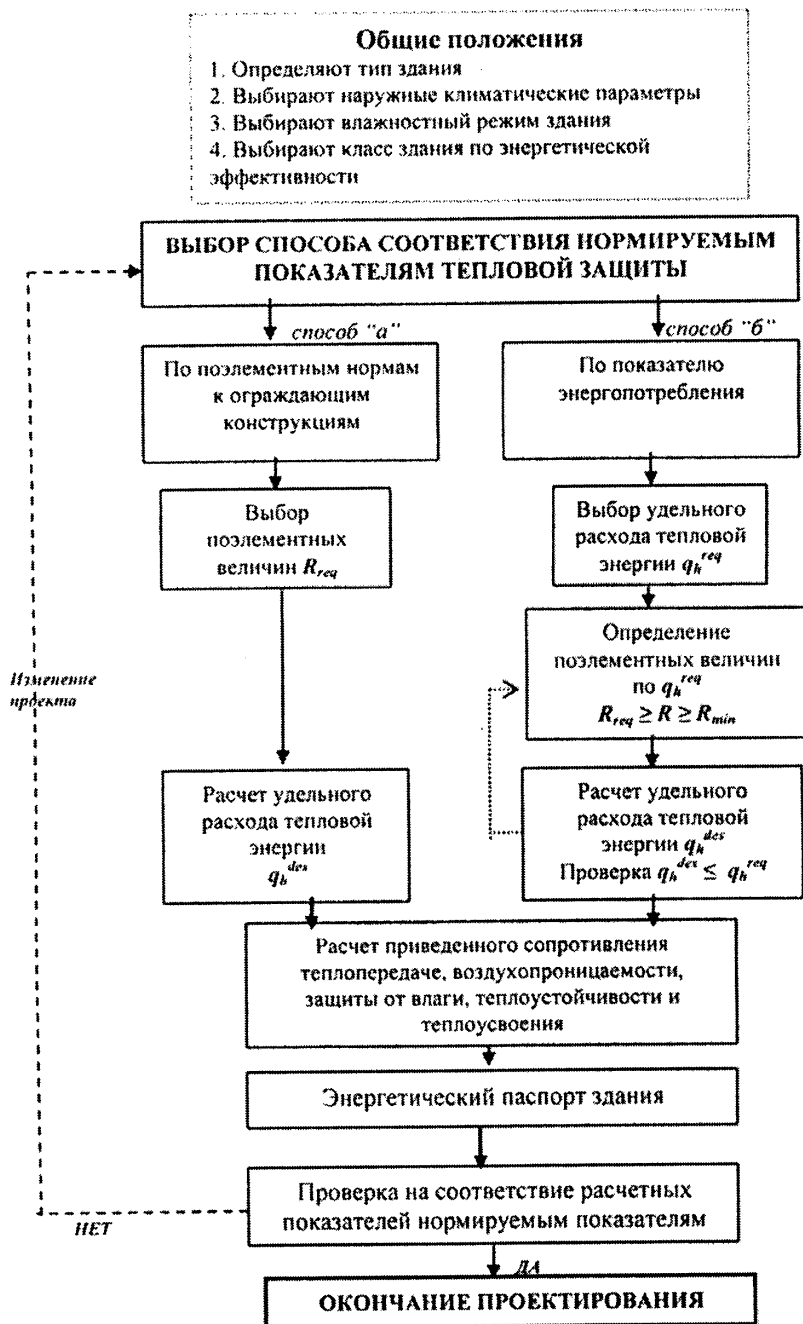 Общие положения
1. Определяют тип здания
2. Выбирают наружные климатические параметры
3. Выбирают влажностный режим здания
4. Выбирают класс здания по энергетической
эффективности
ВЫБОР СПОСОБА СООТВЕТСТВИЯ НОРМИРУЕМЫМ
ПОКАЗАТЕЛЯМ ТЕПЛОВОЙ ЗАЩИТЫ
способ "а"
способ "б"
По поэлементным нормам
к ограждающим
конструкциям
По показателю
энергопотребления
Выбор
поэлементных
величин R_req
Выбор удельного
расхода тепловой
энергии q_h^req
Определение
поэлементных величин
по q_h^req
R_req ≥ R ≥ R_min
Изменение
проекта
Расчет удельного
расхода тепловой
энергии
q_h^des
Расчет удельного
расхода тепловой
энергии q_h^des
Проверка q_h^des ≤ q_h^req
Расчет приведенного сопротивления
теплопередаче, воздухопроницаемости,
защиты от влаги, теплоустойчивости и
теплоусвоения
Энергетический паспорт здания
Проверка на соответствие расчетных
показателей нормируемым показателям
НЕТ
ДА
ОКОНЧАНИЕ ПРОЕКТИРОВАНИЯ